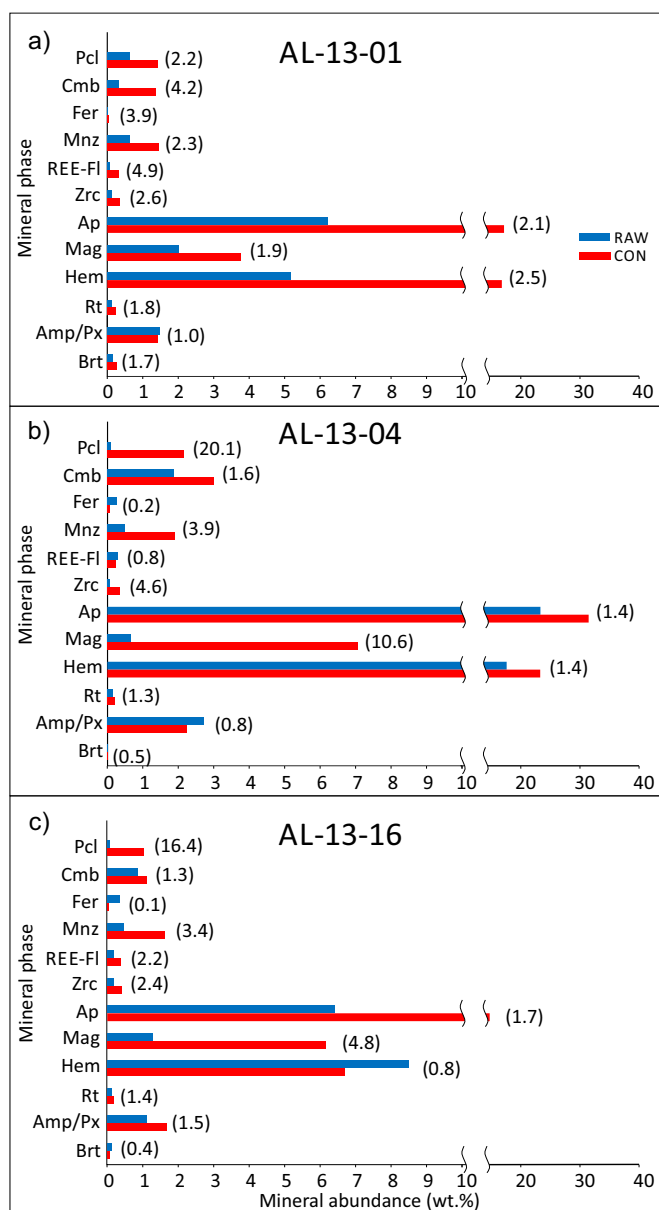 a) AL-13-01
Mineral phase
Pcl (2.2)
Cmb (4.2)
Fer (3.9)
Mnz (2.3)
REE-Fl (4.9)
Zrc (2.6)
Ap (2.1)
Mag (1.9)
Hem (2.5)
Rt (1.8)
Amp/Px (1.0)
Brt (1.7)
RAW
CON
0 1 2 3 4 5 6 7 8 9 10 20 30 40
b) AL-13-04
Mineral phase
Pcl (20.1)
Cmb (1.6)
Fer (0.2)
Mnz (3.9)
REE-Fl (0.8)
Zrc (4.6)
Ap (1.4)
Mag (10.6)
Hem (1.4)
Rt (1.3)
Amp/Px (0.8)
Brt (0.5)
0 1 2 3 4 5 6 7 8 9 10 20 30 40
c) AL-13-16
Mineral phase
Pcl (16.4)
Cmb (1.3)
Fer (0.1)
Mnz (3.4)
REE-Fl (2.2)
Zrc (2.4)
Ap (1.7)
Mag (4.8)
Hem (0.8)
Rt (1.4)
Amp/Px (1.5)
Brt (0.4)
0 1 2 3 4 5 6 7 8 9 10 20 30 40
Mineral abundance (wt.%)